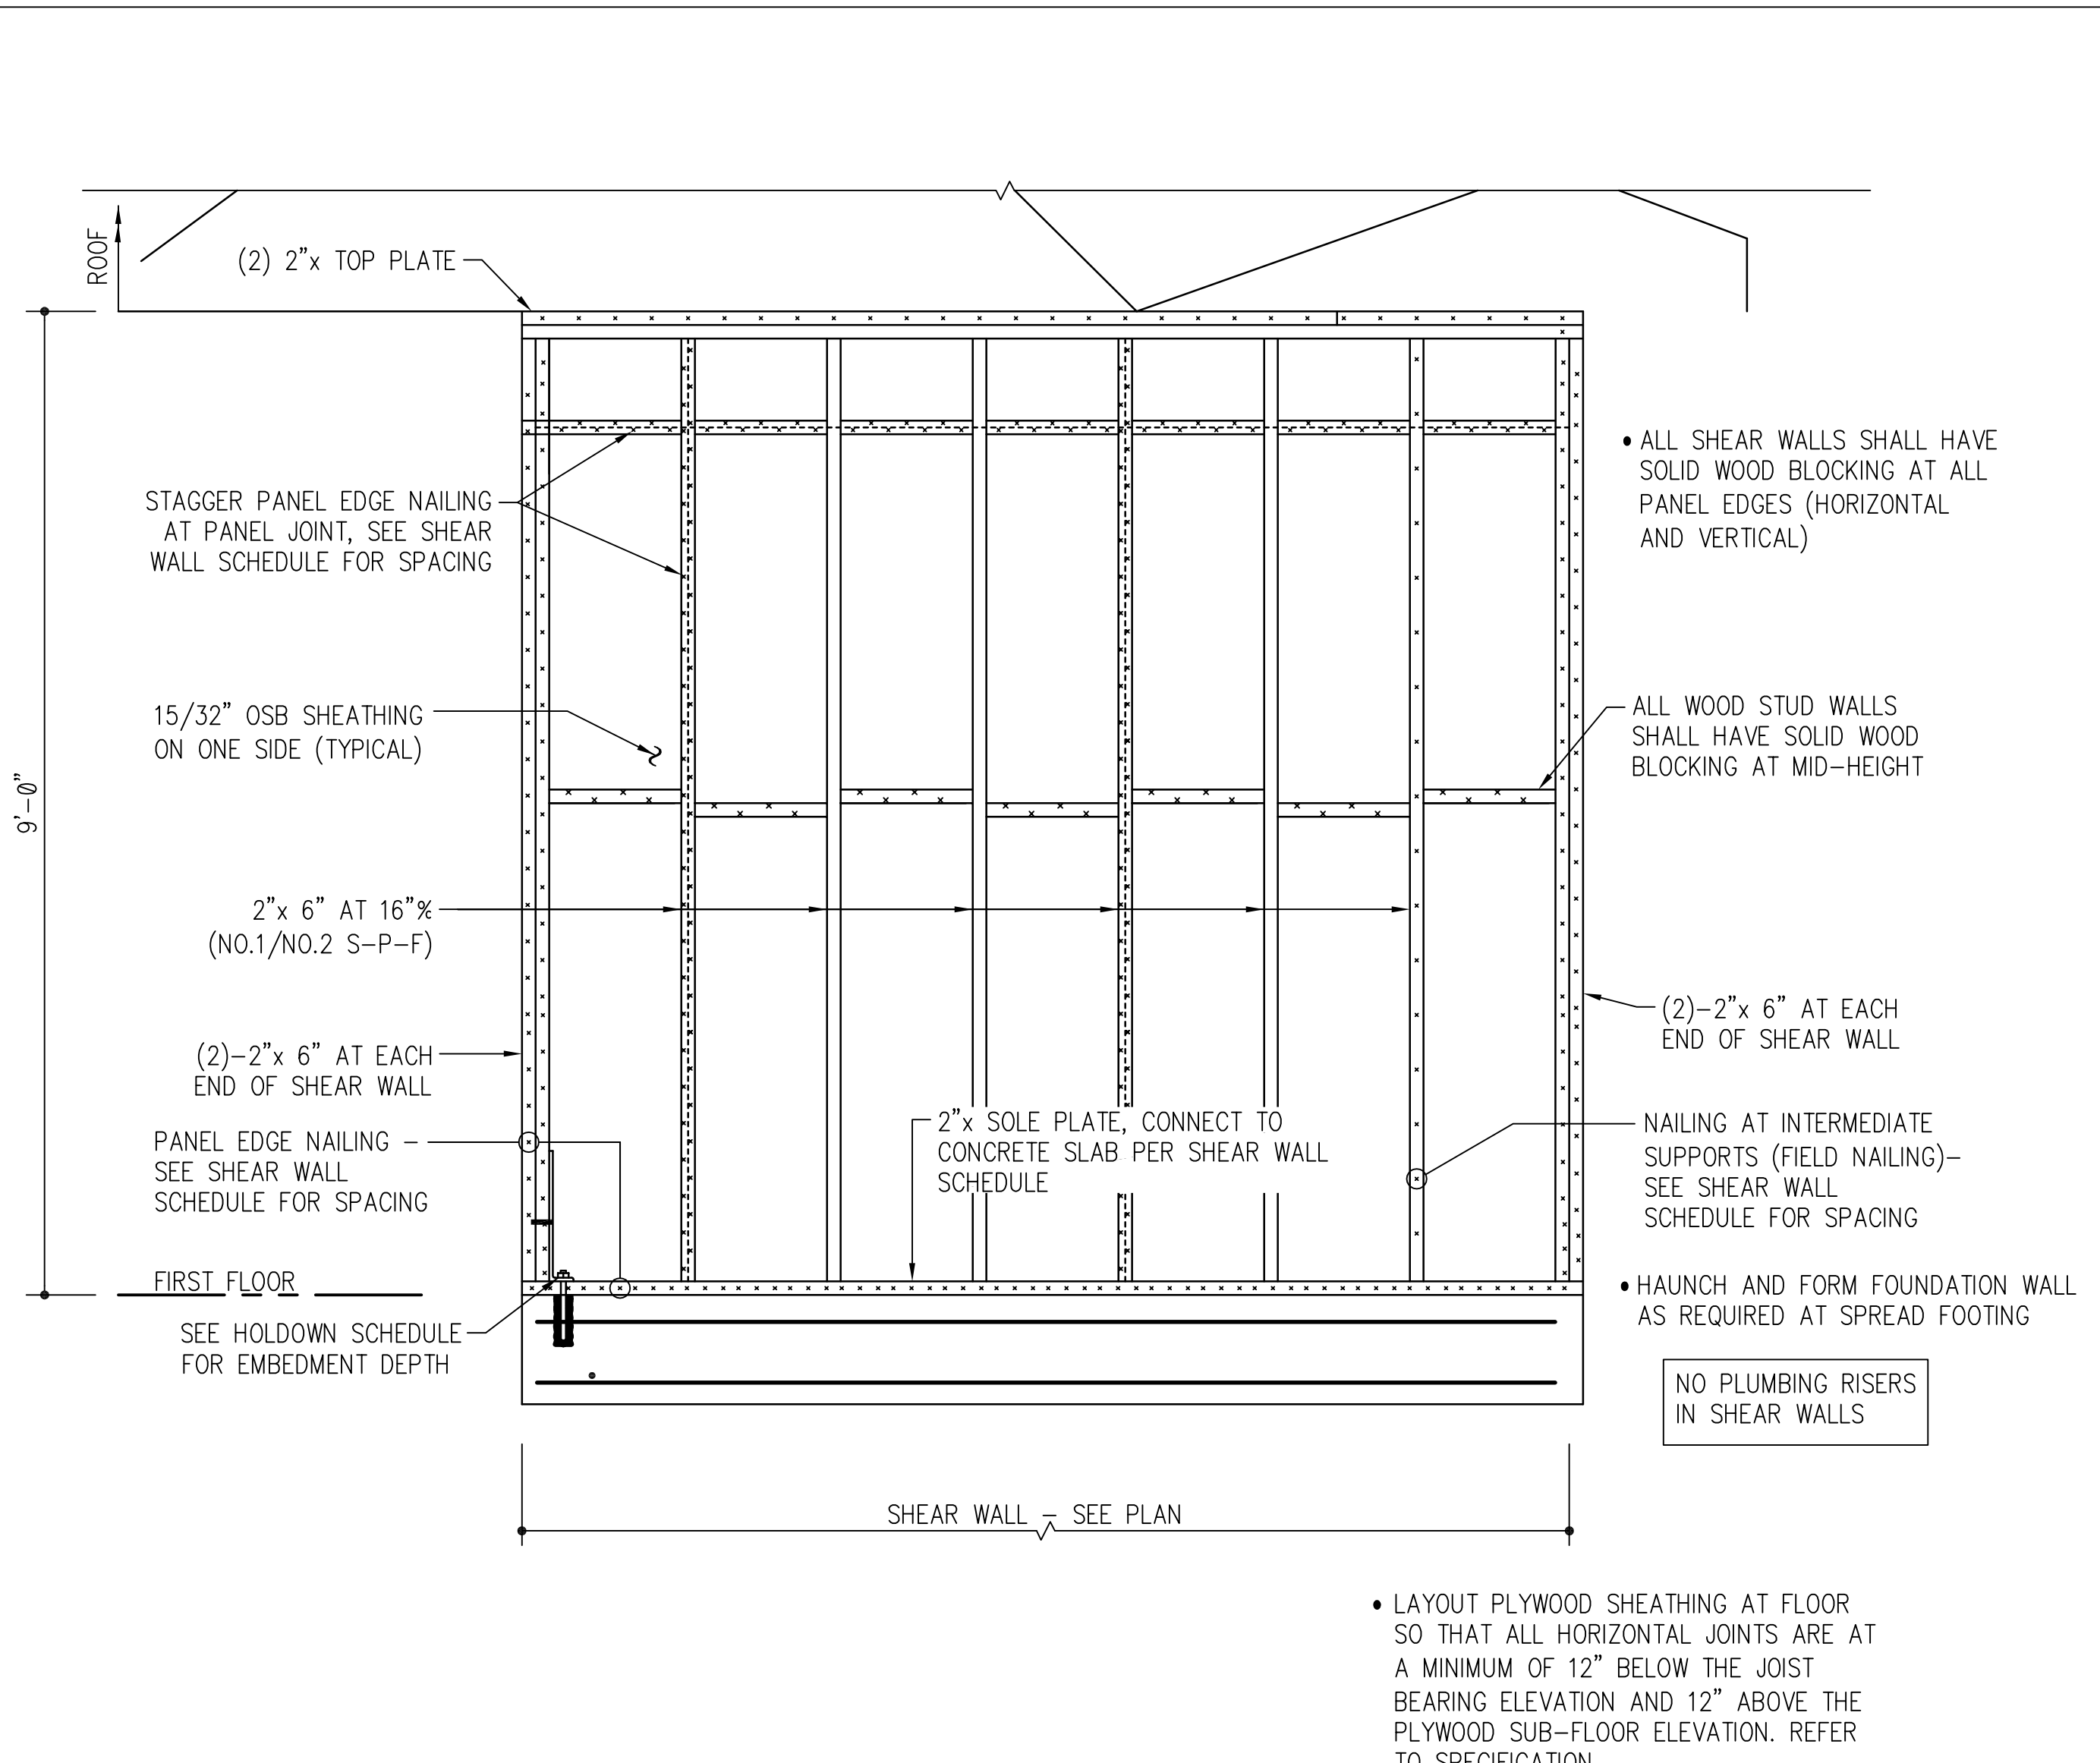 ROOF
(2) 2"x TOP PLATE
STAGGER PANEL EDGE NAILING
AT PANEL JOINT, SEE SHEAR
WALL SCHEDULE FOR SPACING
15/32" OSB SHEATHING
ON ONE SIDE (TYPICAL)
9'-0"
2"x 6" AT 16"%
(NO.1/NO.2 S-P-F)
(2)-2"x 6" AT EACH
END OF SHEAR WALL
PANEL EDGE NAILING -
SEE SHEAR WALL
SCHEDULE FOR SPACING
FIRST FLOOR
SEE HOLDOWN SCHEDULE
FOR EMBEDMENT DEPTH
2"x SOLE PLATE, CONNECT TO
CONCRETE SLAB PER SHEAR WALL
SCHEDULE
• ALL SHEAR WALLS SHALL HAVE
SOLID WOOD BLOCKING AT ALL
PANEL EDGES (HORIZONTAL
AND VERTICAL)
ALL WOOD STUD WALLS
SHALL HAVE SOLID WOOD
BLOCKING AT MID-HEIGHT
(2)-2"x 6" AT EACH
END OF SHEAR WALL
NAILING AT INTERMEDIATE
SUPPORTS (FIELD NAILING)-
SEE SHEAR WALL
SCHEDULE FOR SPACING
• HAUNCH AND FORM FOUNDATION WALL
AS REQUIRED AT SPREAD FOOTING
NO PLUMBING RISERS
IN SHEAR WALLS
SHEAR WALL - SEE PLAN
• LAYOUT PLYWOOD SHEATHING AT FLOOR
SO THAT ALL HORIZONTAL JOINTS ARE AT
A MINIMUM OF 12" BELOW THE JOIST
BEARING ELEVATION AND 12" ABOVE THE
PLYWOOD SUB-FLOOR ELEVATION. REFER
TO SPECIFICATION